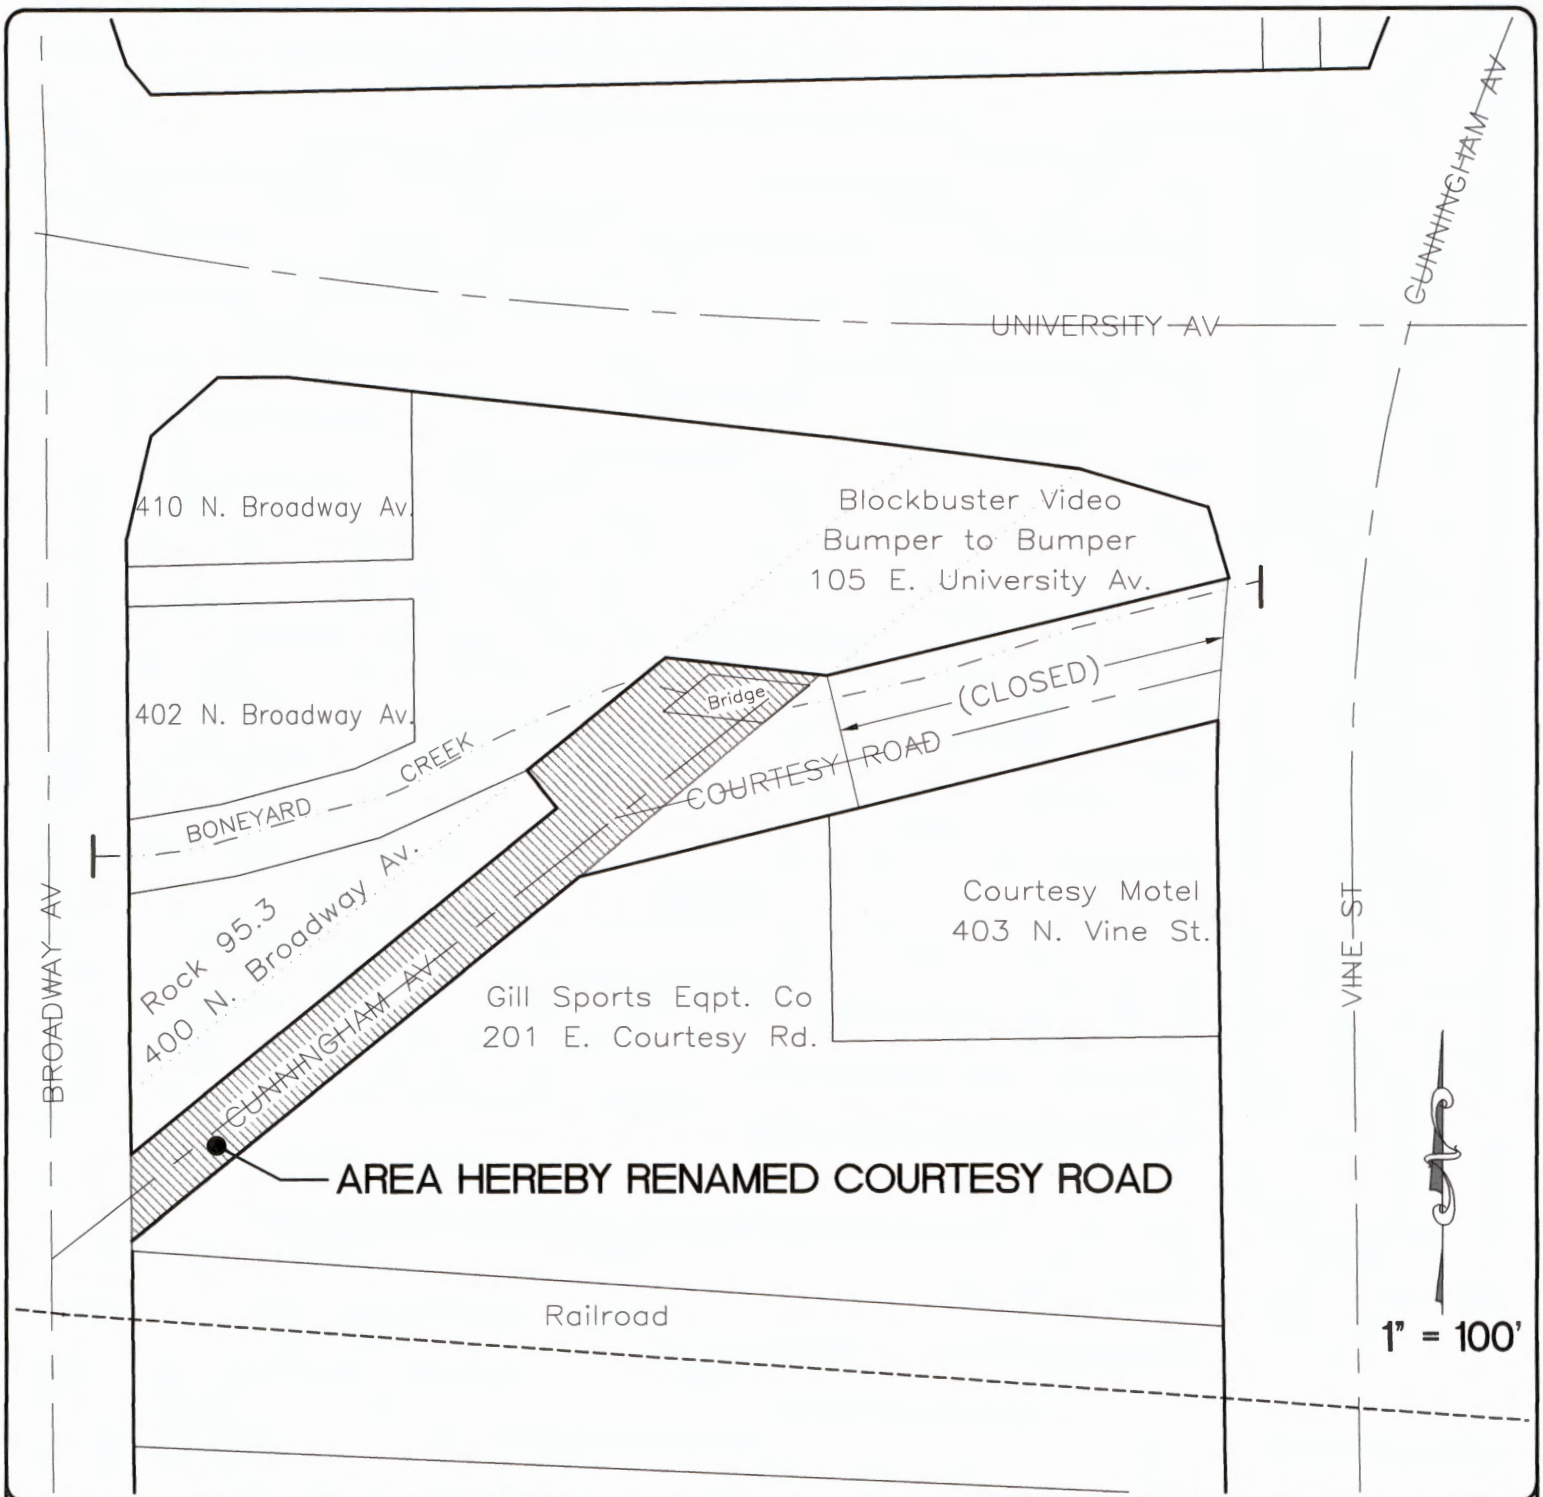 CUNNINGHAM AV
UNIVERSITY AV
410 N. Broadway Av.
Blockbuster Video
Bumper to Bumper
105 E. University Av.
(CLOSED)
Bridge
402 N. Broadway Av.
COURTESY ROAD
BONEYARD CREEK
Rock 95.3
400 N. Broadway Av.
Courtesy Motel
403 N. Vine St.
BROADWAY AV
VINE ST
Gill Sports Eqpt. Co
201 E. Courtesy Rd.
CUNNINGHAM AV
AREA HEREBY RENAMED COURTESY ROAD
Railroad
1" = 100'